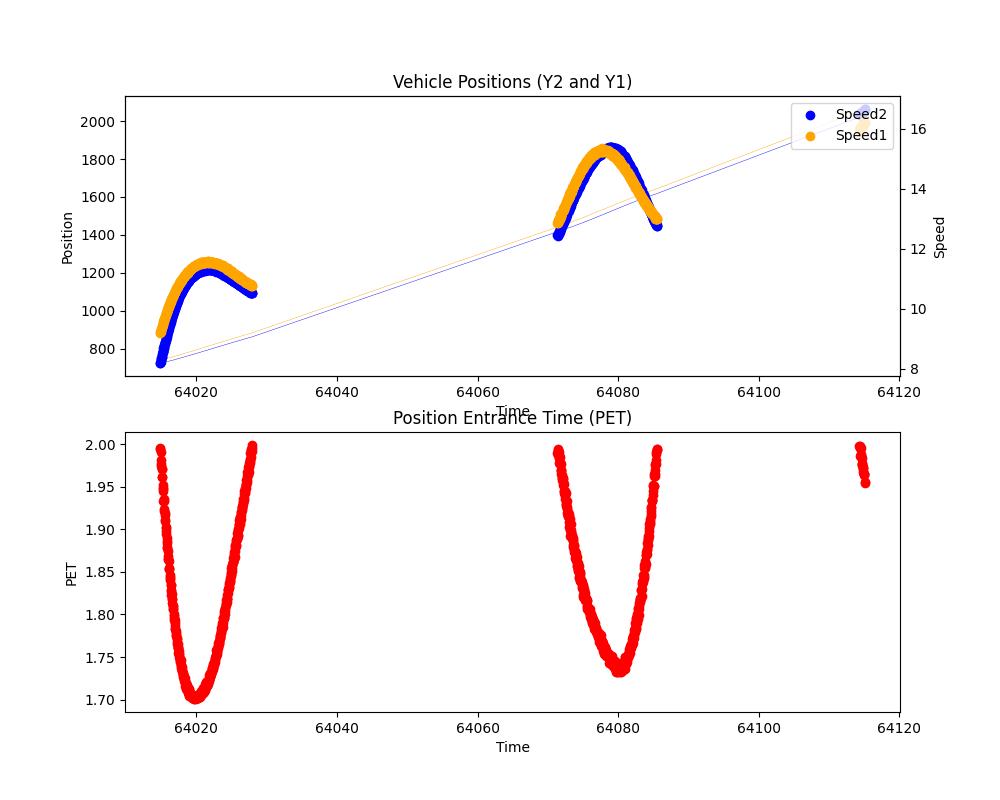 Vehicle Positions (Y2 and Y1)
2000
1800
1600
1400
1200
1000
800
Position
16
14
12
10
8
Speed
Speed2
Speed1
64020 64040 64060 64080 64100 64120
Time
Position Entrance Time (PET)
2.00
1.95
1.90
1.85
1.80
1.75
1.70
PET
64020 64040 64060 64080 64100 64120
Time